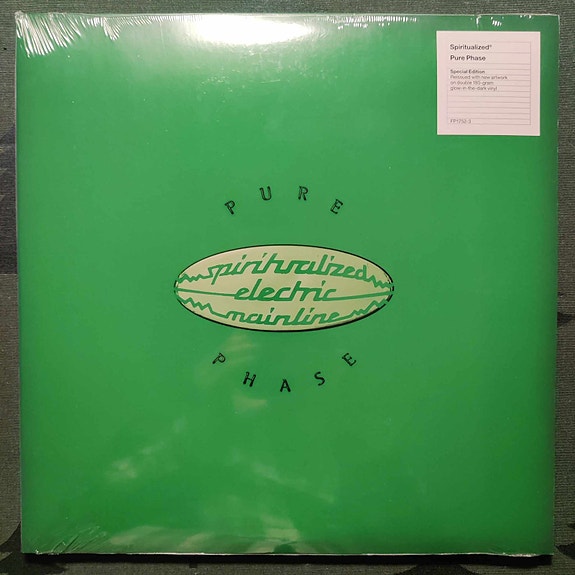 Spiritualized®
Pure Phase
Special Edition
Reissued with new artwork
on double 180-gram
glow-in-the-dark vinyl
PURE
spiritualized
electric
mainline
PHASE